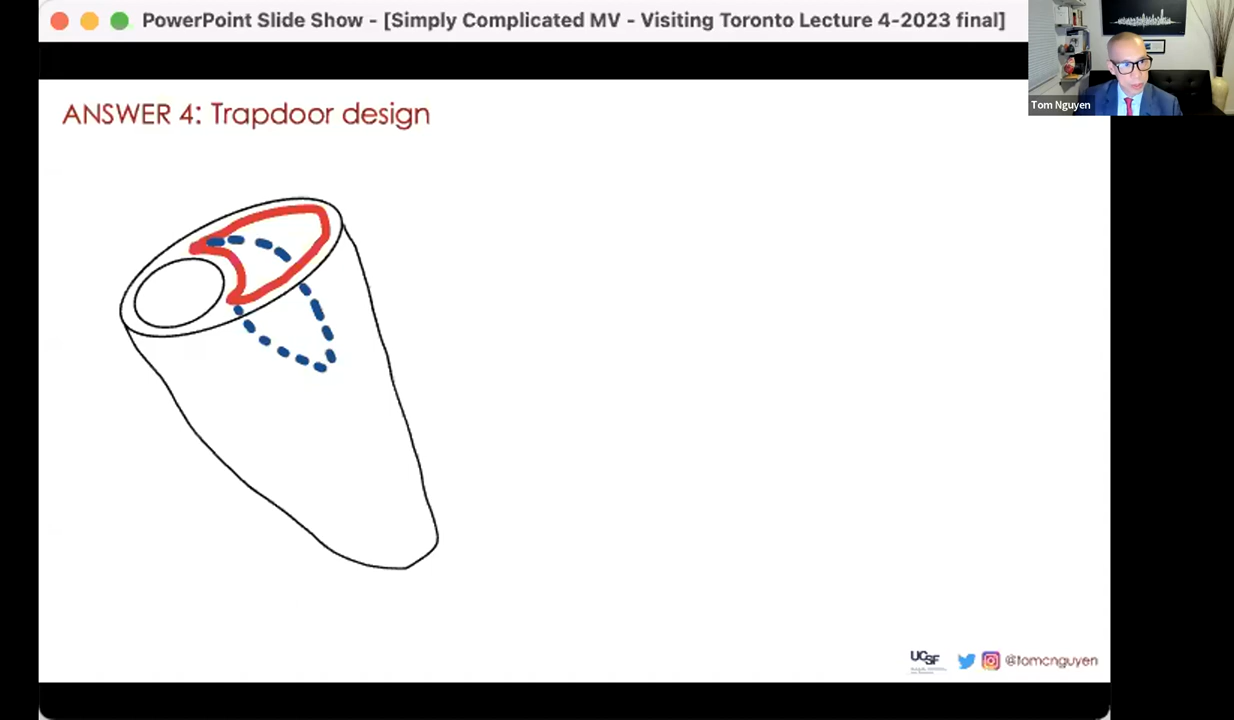 PowerPoint Slide Show - [Simply Complicated MV - Visiting Toronto Lecture 4-2023 final]
Tom Nguyen
ANSWER 4: Trapdoor design
UCSF
@tomcnguyen